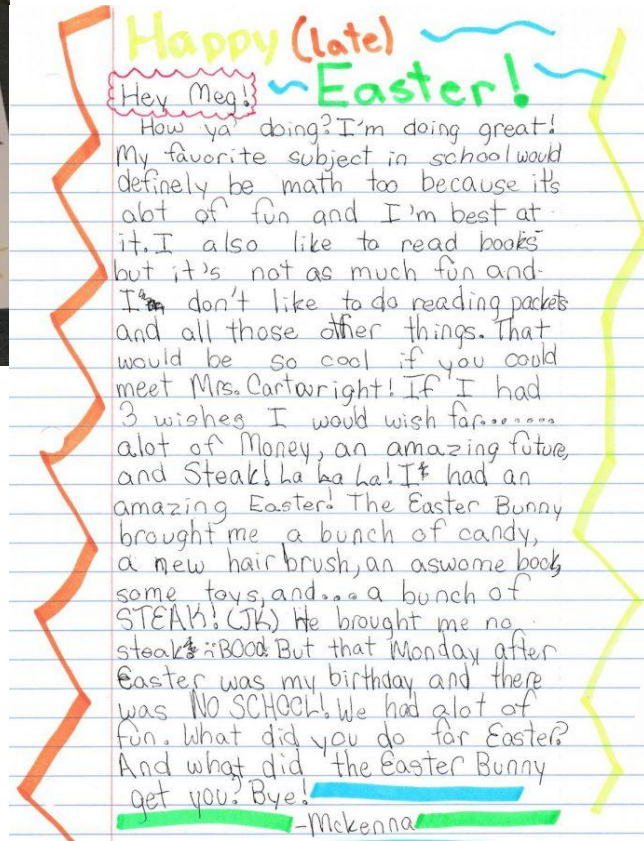 Happy (late)
Easter!
Hey Meg!
How ya' doing? I'm doing great!
My favorite subject in school would
definely be math too because it's
alot of fun and I'm best at
it. I also like to read books
but it's not as much fun and
I don't like to do reading packets
and all those other things. That
would be so cool if you could
meet Mrs. Cartwright! If I had
3 wishes I would wish for........
alot of Money, an amazing future,
and Steak! Ha Ha Ha! I had an
amazing Easter! The Easter Bunny
brought me a bunch of candy,
a new hair brush, an aswome book,
some toys, and... a bunch of
STEAK! (JK) He brought me no
steak :( BOOO! But that Monday after
Easter was my birthday and there
was NO SCHOOL! We had alot of
fun. What did you do for Easter?
And what did the Easter Bunny
get you? Bye!
-Mckenna